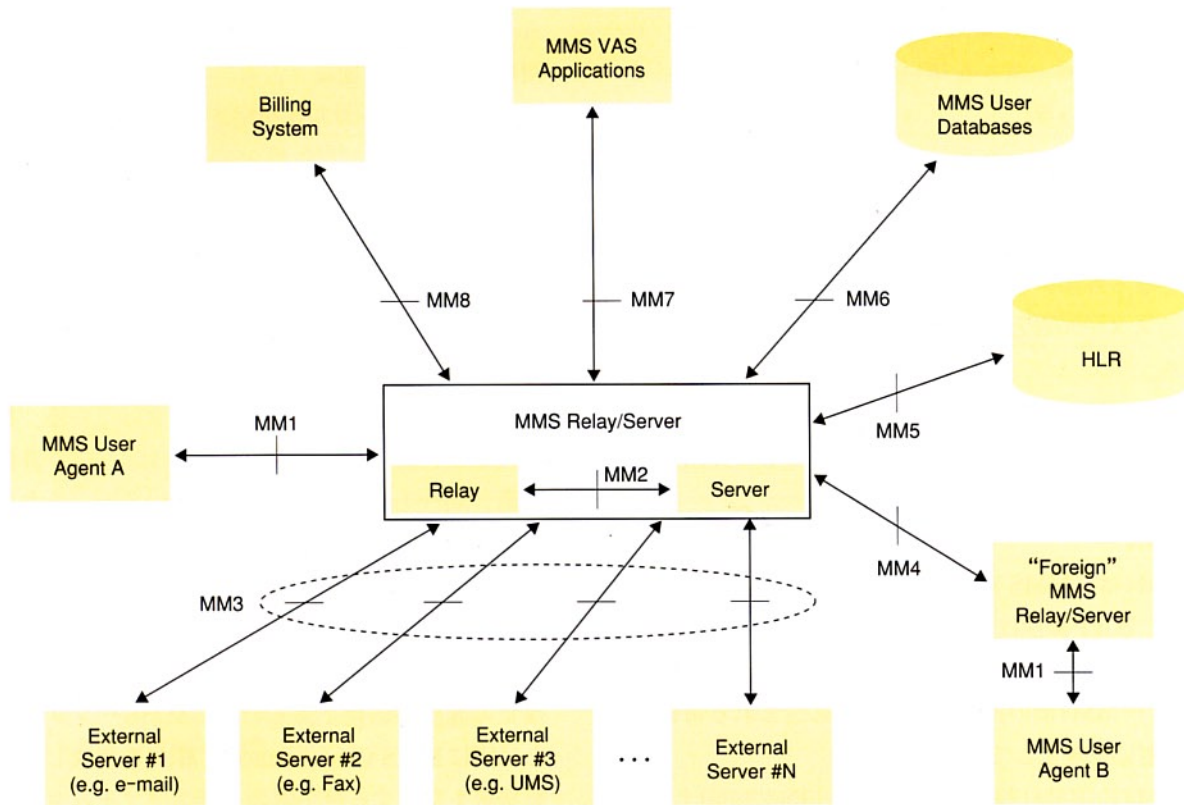 MMS VAS
Applications
Billing
System
MMS User
Databases
MM8
MM7
MM6
HLR
MM5
MMS Relay/Server
MM1
MMS User
Agent A
MM2
Relay
Server
MM4
"Foreign"
MMS
Relay/Server
MM3
MM1
External
Server #1
(e.g. e-mail)
External
Server #2
(e.g. Fax)
External
Server #3
(e.g. UMS)
...
External
Server #N
MMS User
Agent B